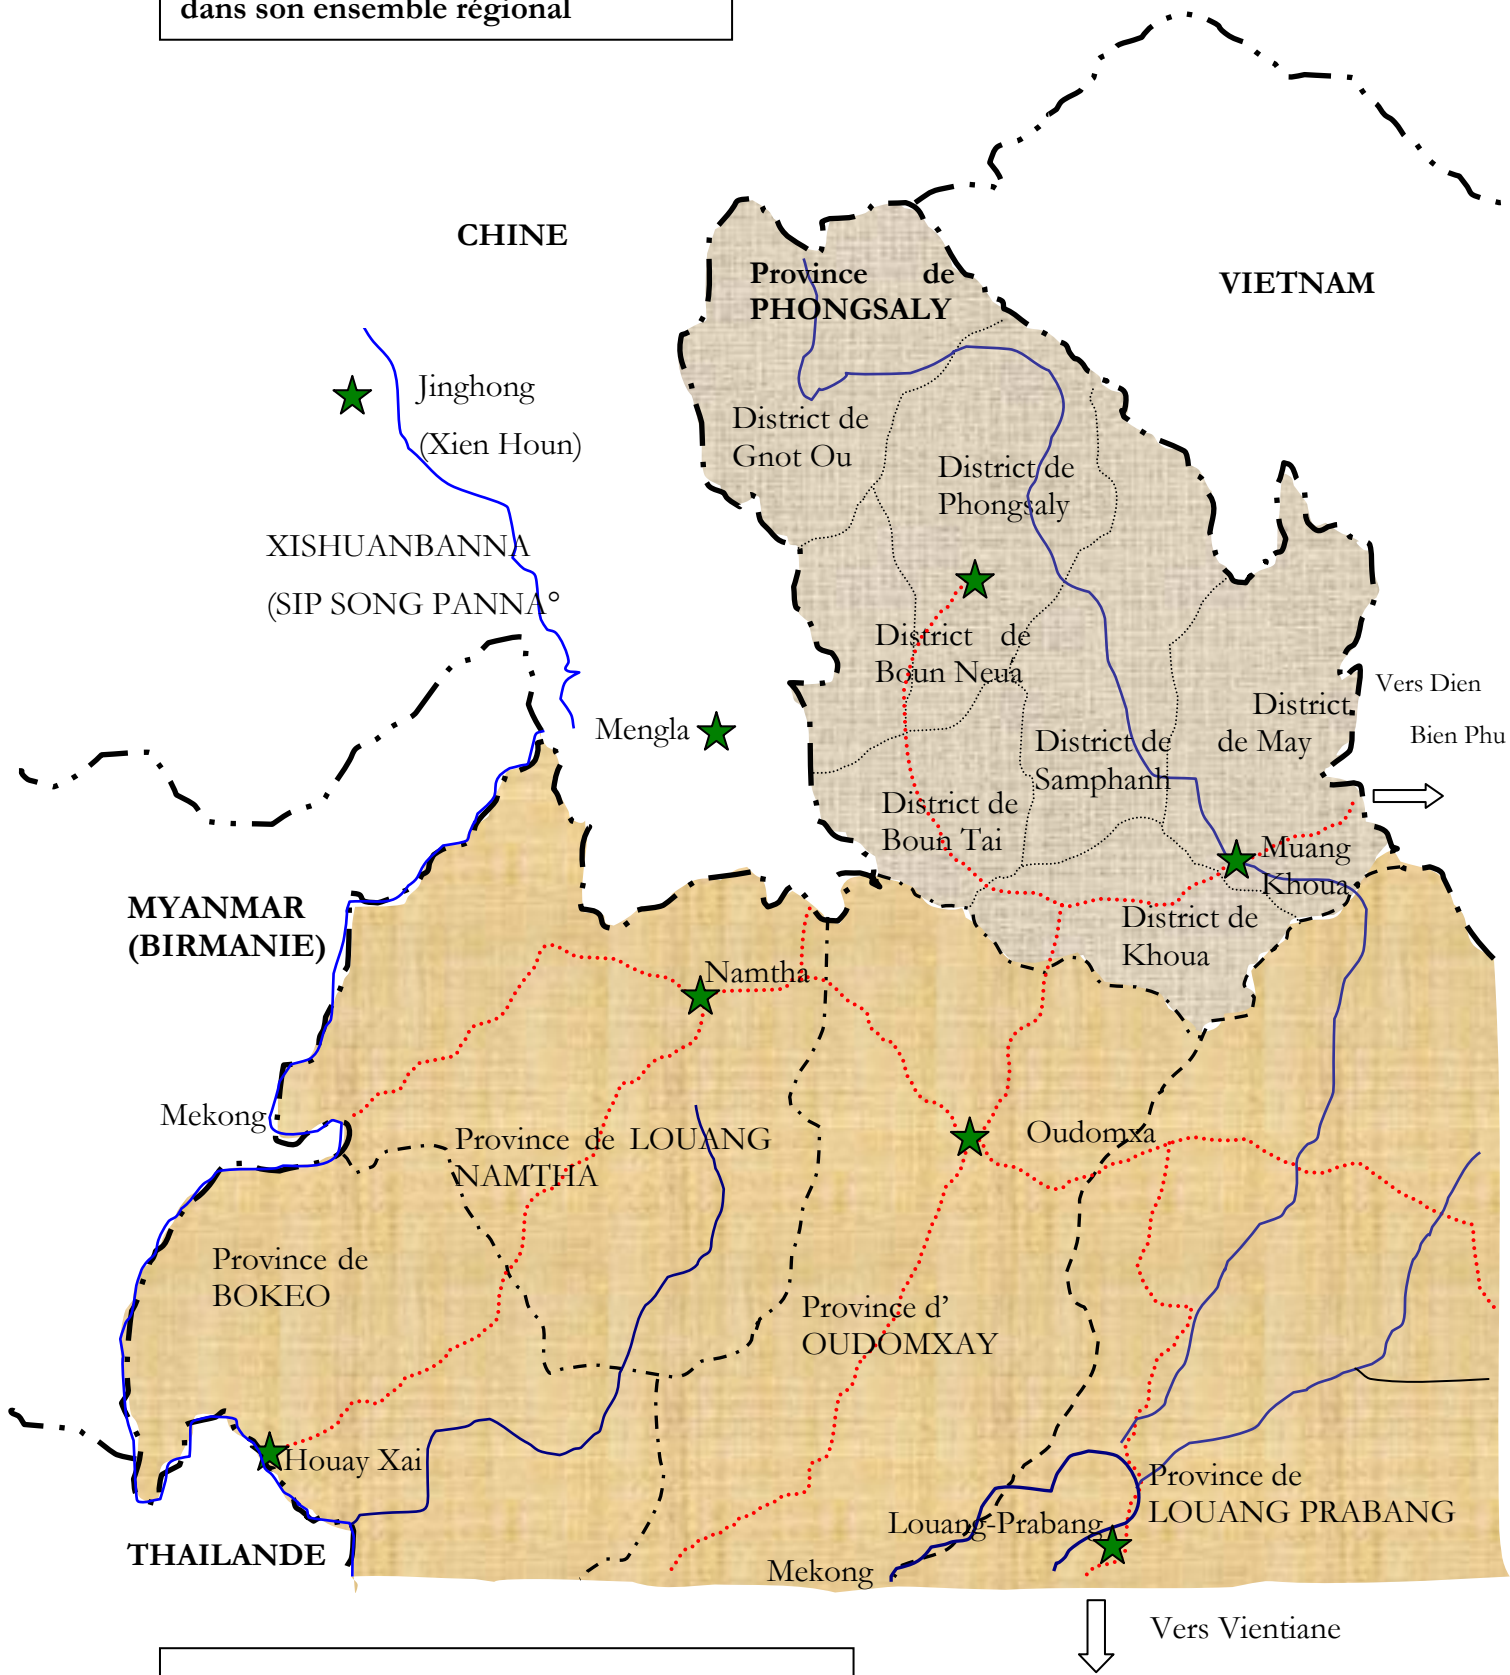 dans son ensemble régional
CHINE
VIETNAM
Province de
PHONGSALY
Jinghong
(Xien Houn)
District de
Gnot Ou
District de
Phongsaly
XISHUANBANNA
(SIP SONG PANNA°
District de
Boun Neua
Mengla
Vers Dien
Bien Phu
District
de May
District de
Samphanh
District de
Boun Tai
Muang
Khoua
District de
Khoua
MYANMAR
(BIRMANIE)
Namtha
Mekong
Province de LOUANG
NAMTHA
Oudomxa
Province de
BOKEO
Province d’
OUDOMXAY
Houay Xai
Province de
LOUANG PRABANG
Louang-Prabang
THAILANDE
Mekong
Vers Vientiane